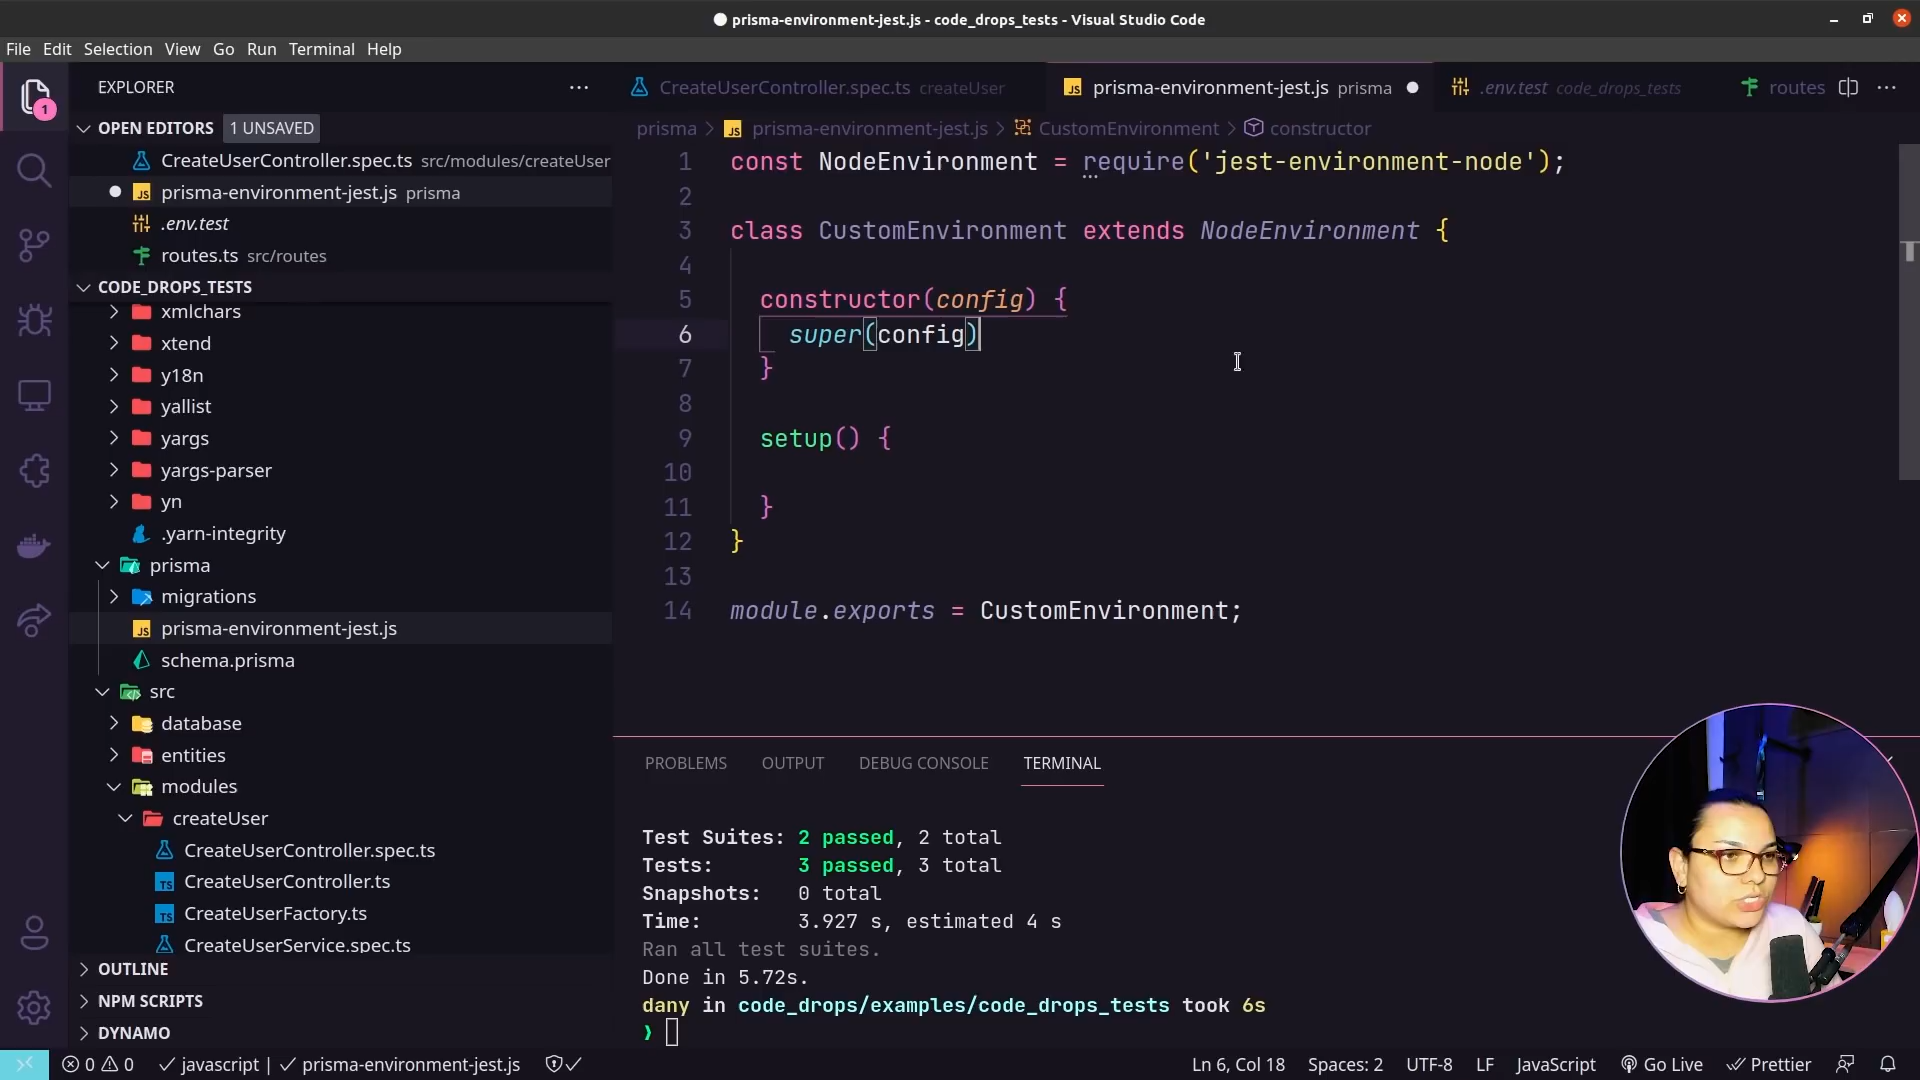 prisma-environment-jest.js - code_drops_tests - Visual Studio Code
File Edit Selection View Go Run Terminal Help
1
EXPLORER
OPEN EDITORS 1 UNSAVED
CreateUserController.spec.ts src/modules/createUser
prisma-environment-jest.js prisma
.env.test
routes.ts src/routes
CODE_DROPS_TESTS
xmlchars
xtend
y18n
yallist
yargs
yargs-parser
yn
.yarn-integrity
prisma
migrations
prisma-environment-jest.js
schema.prisma
src
database
entities
modules
createUser
CreateUserController.spec.ts
CreateUserController.ts
CreateUserFactory.ts
CreateUserService.spec.ts
OUTLINE
NPM SCRIPTS
DYNAMO
CreateUserController.spec.ts createUser
prisma-environment-jest.js prisma
.env.test code_drops_tests
routes
prisma > prisma-environment-jest.js > CustomEnvironment > constructor
1 const NodeEnvironment = require('jest-environment-node');
2
3 class CustomEnvironment extends NodeEnvironment {
4
5 constructor(config) {
6 super(config)
7 }
8
9 setup() {
10
11 }
12 }
13
14 module.exports = CustomEnvironment;
PROBLEMS OUTPUT DEBUG CONSOLE TERMINAL
Test Suites: 2 passed, 2 total
Tests: 3 passed, 3 total
Snapshots: 0 total
Time: 3.927 s, estimated 4 s
Ran all test suites.
Done in 5.72s.
dany in code_drops/examples/code_drops_tests took 6s
❯
0 0 javascript | prisma-environment-jest.js
Ln 6, Col 18 Spaces: 2 UTF-8 LF JavaScript Go Live Prettier